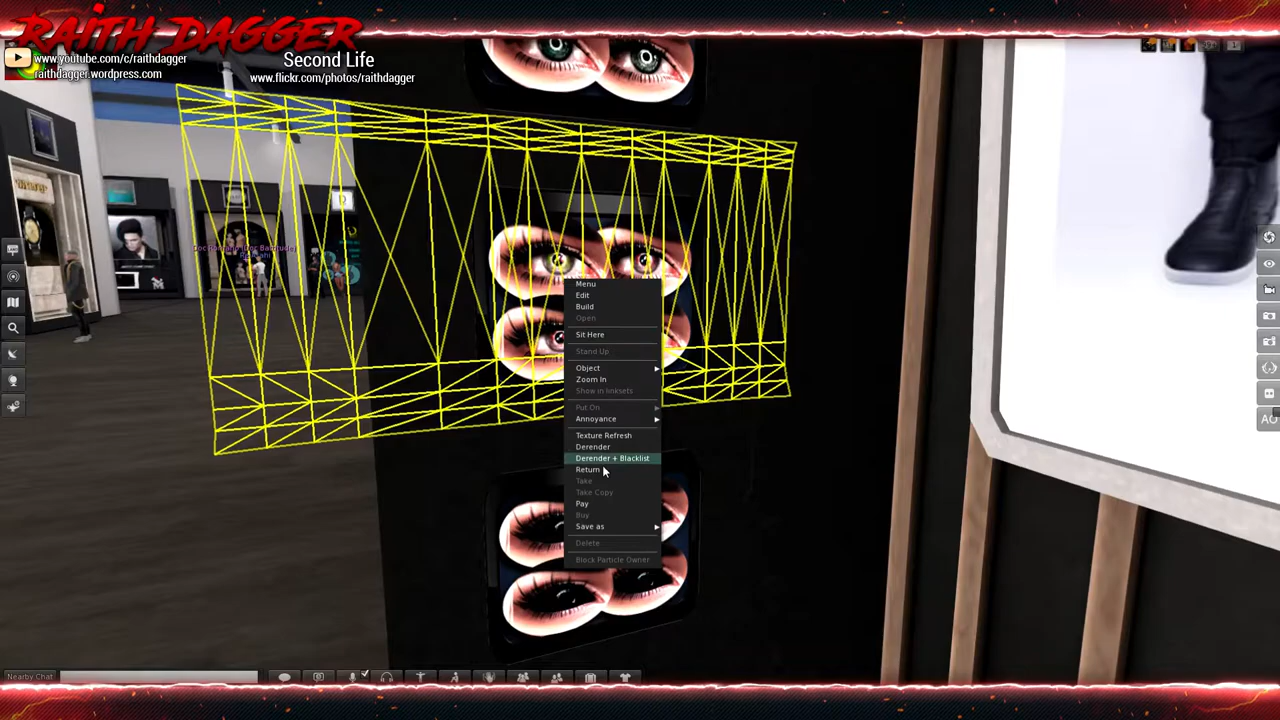 RAITH DAGGER
www.youtube.com/c/raithdagger
raithdagger.wordpress.com
Second Life
www.flickr.com/photos/raithdagger
Menu
Edit
Build
Open
Sit Here
Stand Up
Object
Zoom In
Show in linksets
Put On
Annoyance
Texture Refresh
Derender
Derender + Blacklist
Return
Take
Take Copy
Pay
Buy
Save as
Delete
Block Particle Owner
AO
Nearby Chat